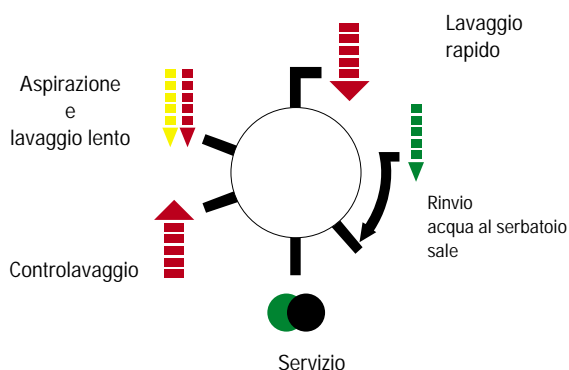 Lavaggio
rapido
Aspirazione
e
lavaggio lento
Rinvio
acqua al serbatoio
sale
Controlavaggio
Servizio